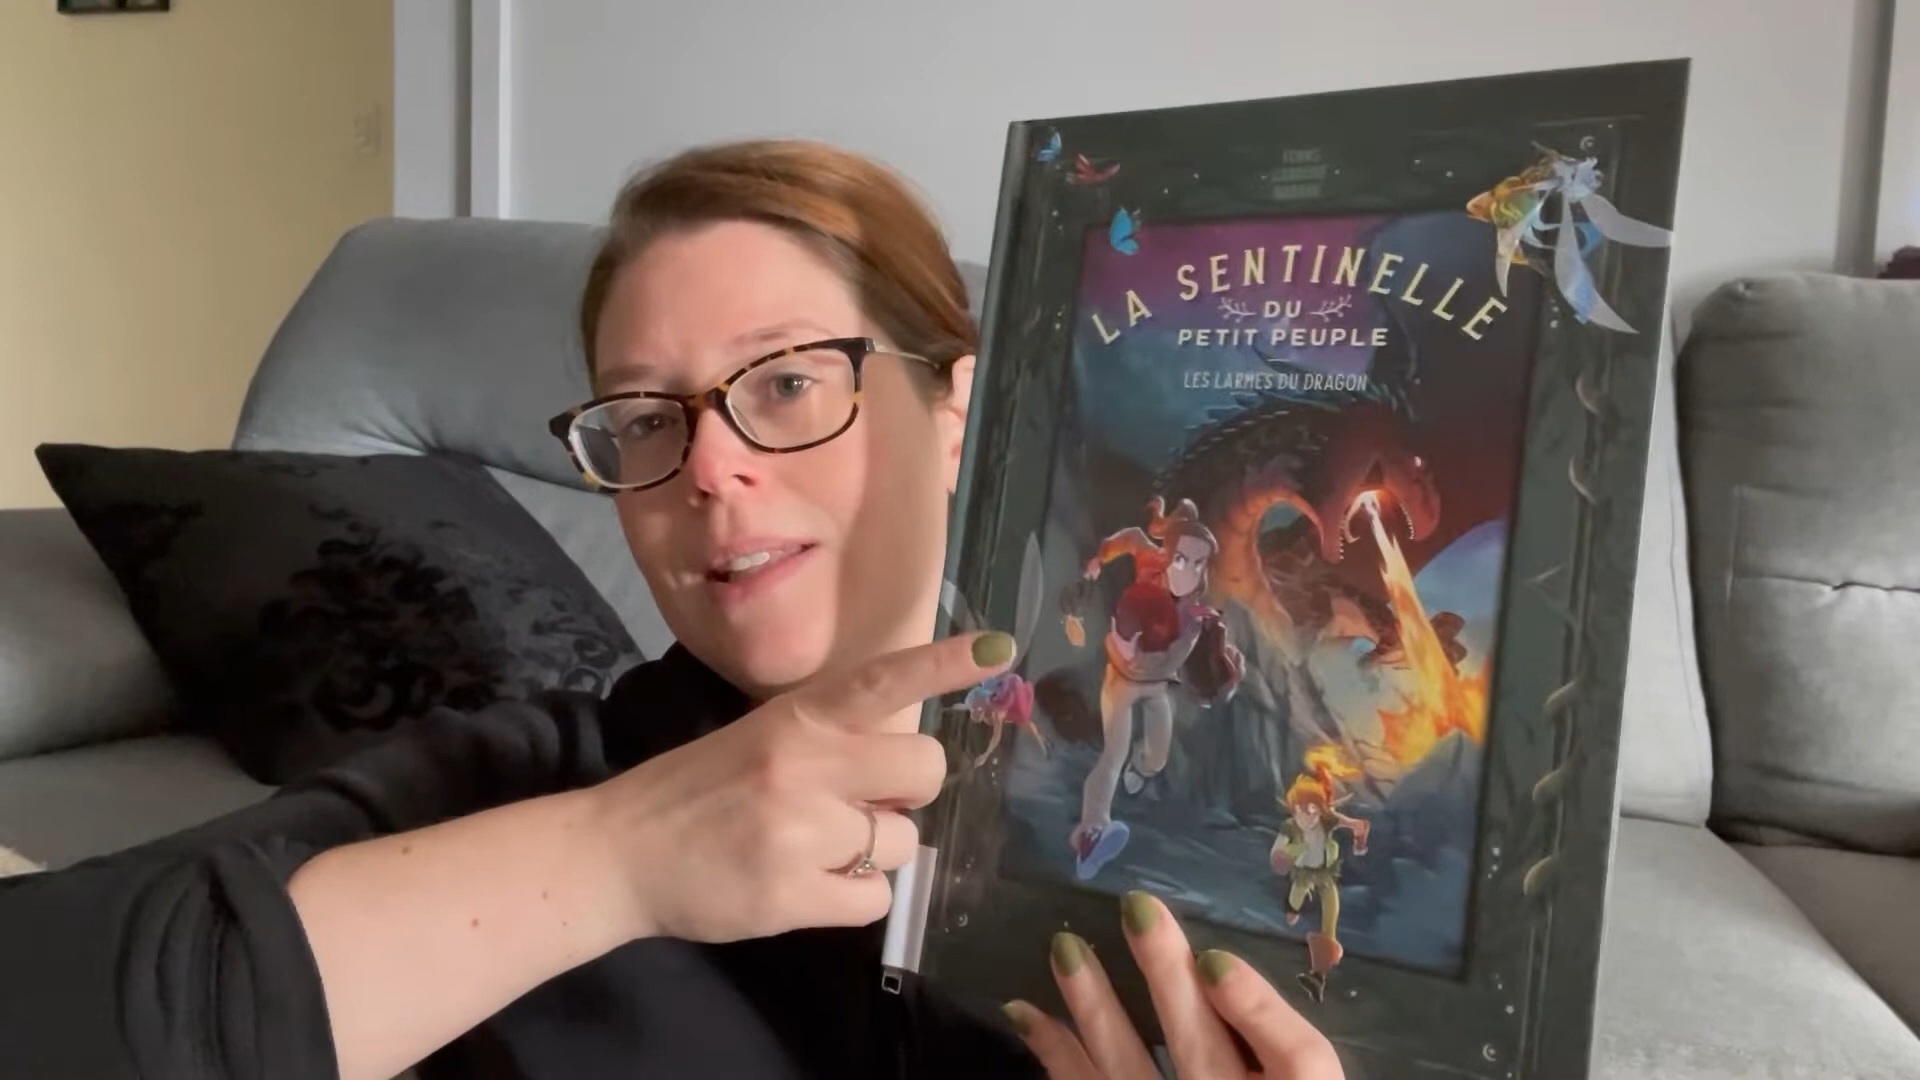 LA SENTINELLE
DU
PETIT PEUPLE
LES LARMES DU DRAGON